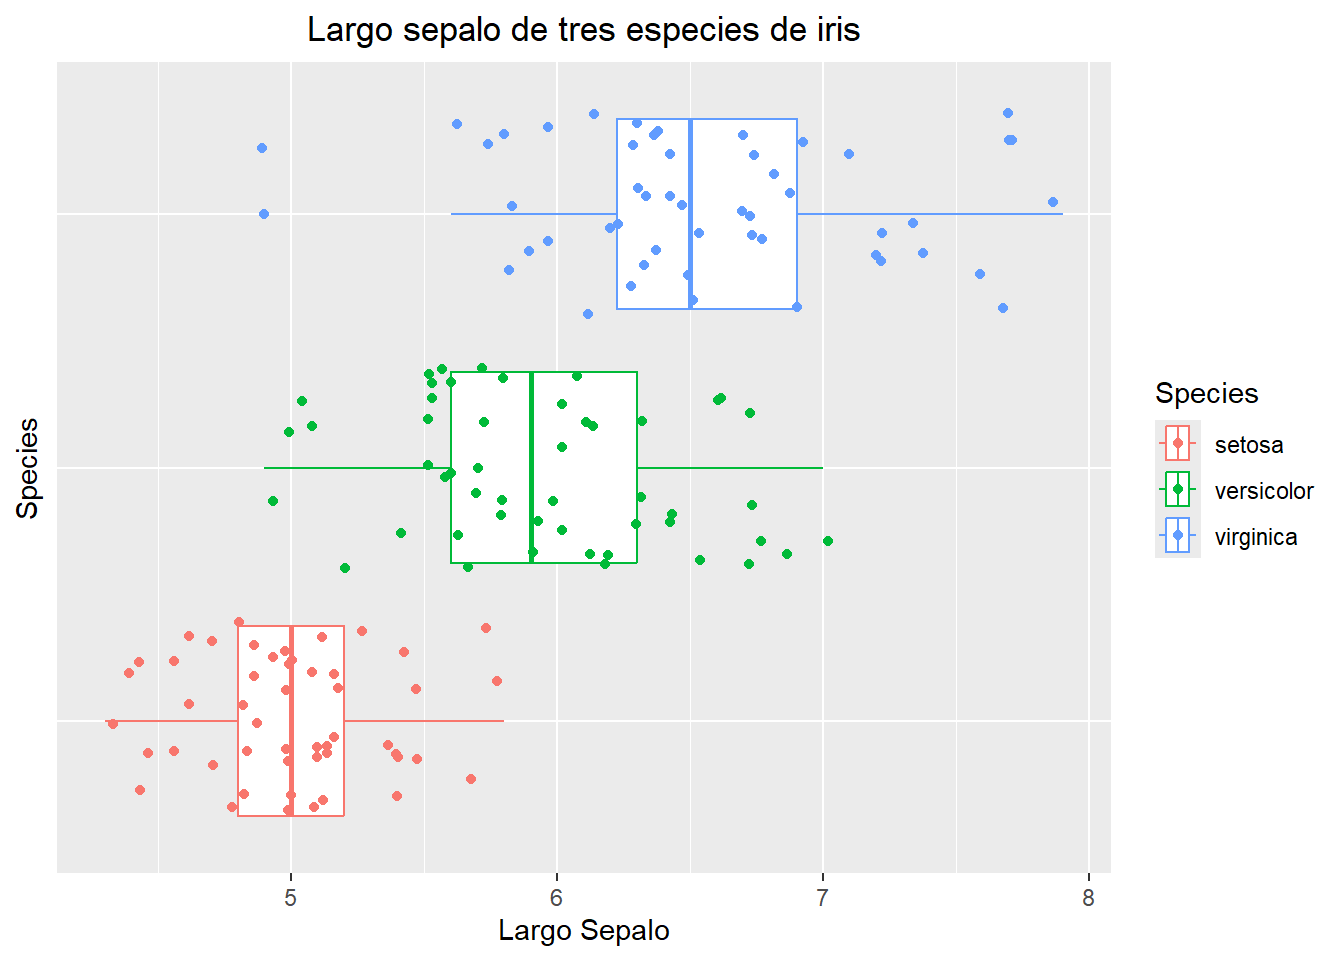 Largo sepalo de tres especies de iris
Species
Species
setosa
versicolor
virginica
5 6 7 8
Largo Sepalo